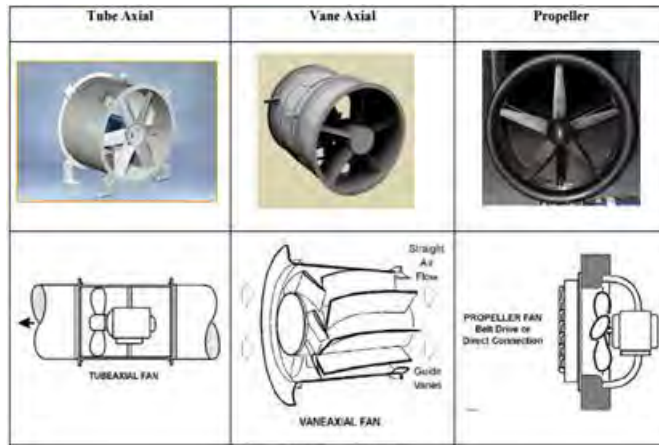 Tube Axial
Vane Axial
Propeller
Straight
Air
Flow
PROPELLER FAN
Belt Drive or
Direct Connection
TUBEAXIAL FAN
Guide
Vanes
VANEAXIAL FAN